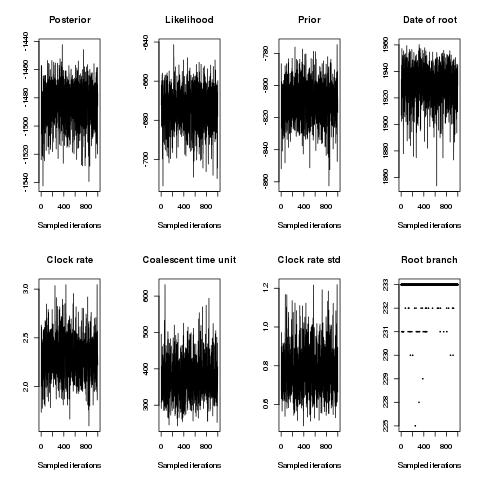 Posterior
-1440
-1460
-1480
-1500
-1520
-1540
0 400 800
Sampled iterations
Likelihood
-640
-660
-680
-700
0 400 800
Sampled iterations
Prior
-780
-800
-820
-840
-860
0 400 800
Sampled iterations
Date of root
1960
1940
1920
1900
1880
1860
0 400 800
Sampled iterations
Clock rate
3.0
2.5
2.0
0 400 800
Sampled iterations
Coalescent time unit
600
500
400
300
0 400 800
Sampled iterations
Clock rate std
1.2
1.0
0.8
0.6
0 400 800
Sampled iterations
Root branch
233
232
231
230
229
228
225
0 400 800
Sampled iterations